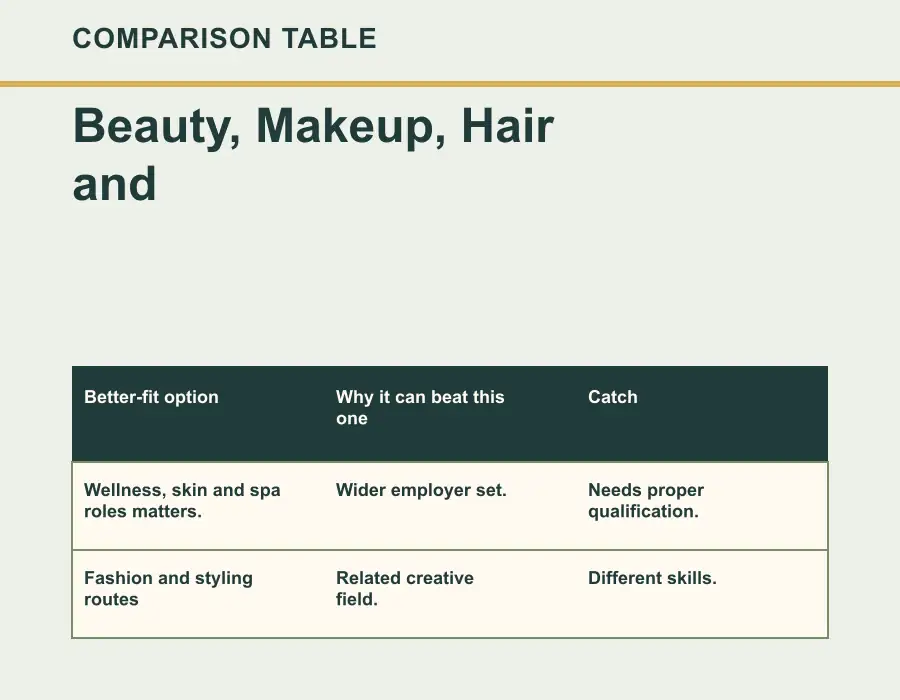 COMPARISON TABLE
Beauty, Makeup, Hair
and
Better-fit option
Why it can beat this
one
Catch
Wellness, skin and spa
roles matters.
Wider employer set.
Needs proper
qualification.
Fashion and styling
routes
Related creative
field.
Different skills.